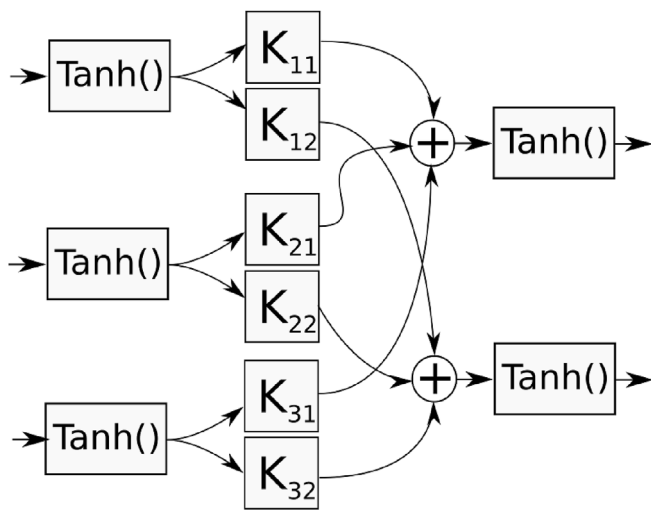 Tanh()
K11
K12
+
Tanh()
Tanh()
K21
K22
Tanh()
K31
K32
+
Tanh()